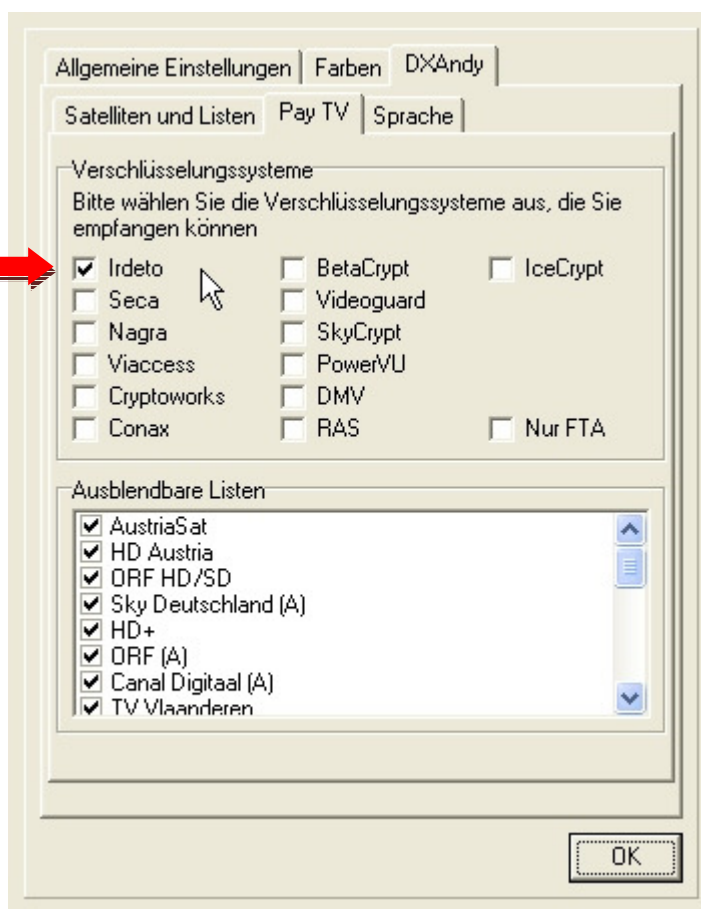 Allgemeine Einstellungen Farben DXAndy
Satelliten und Listen Pay TV Sprache
Verschlüsselungssysteme
Bitte wählen Sie die Verschlüsselungssysteme aus, die Sie
empfangen können
Irdeto BetaCrypt IceCrypt
Seca Videoguard
Nagra SkyCrypt
Viaccess PowerVU
Cryptoworks DMV
Conax RAS Nur FTA
Ausblendbare Listen
AustriaSat
HD Austria
ORF HD/SD
Sky Deutschland (A)
HD+
ORF (A)
Canal Digitaal (A)
TV Vlaanderen
OK